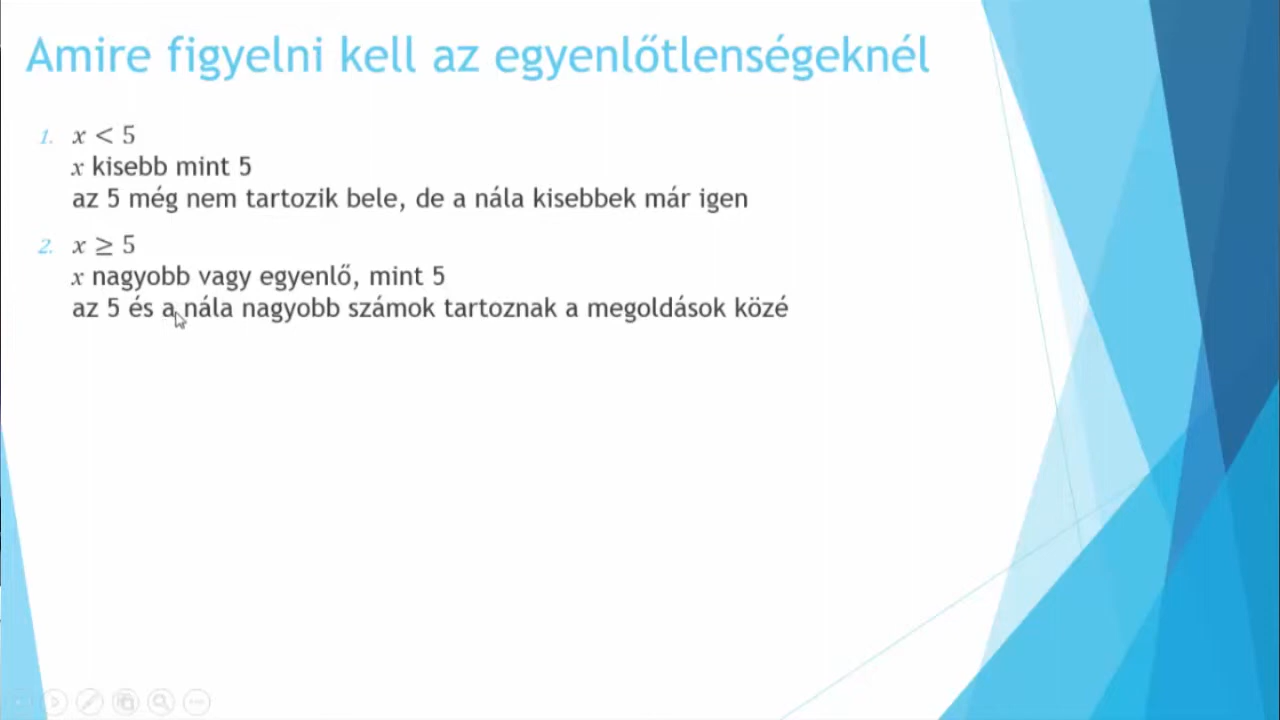 Amire figyelni kell az egyenlőtlenségeknél
1. x < 5
x kisebb mint 5
az 5 még nem tartozik bele, de a nála kisebbek már igen
2. x ≥ 5
x nagyobb vagy egyenlő, mint 5
az 5 és a nála nagyobb számok tartoznak a megoldások közé